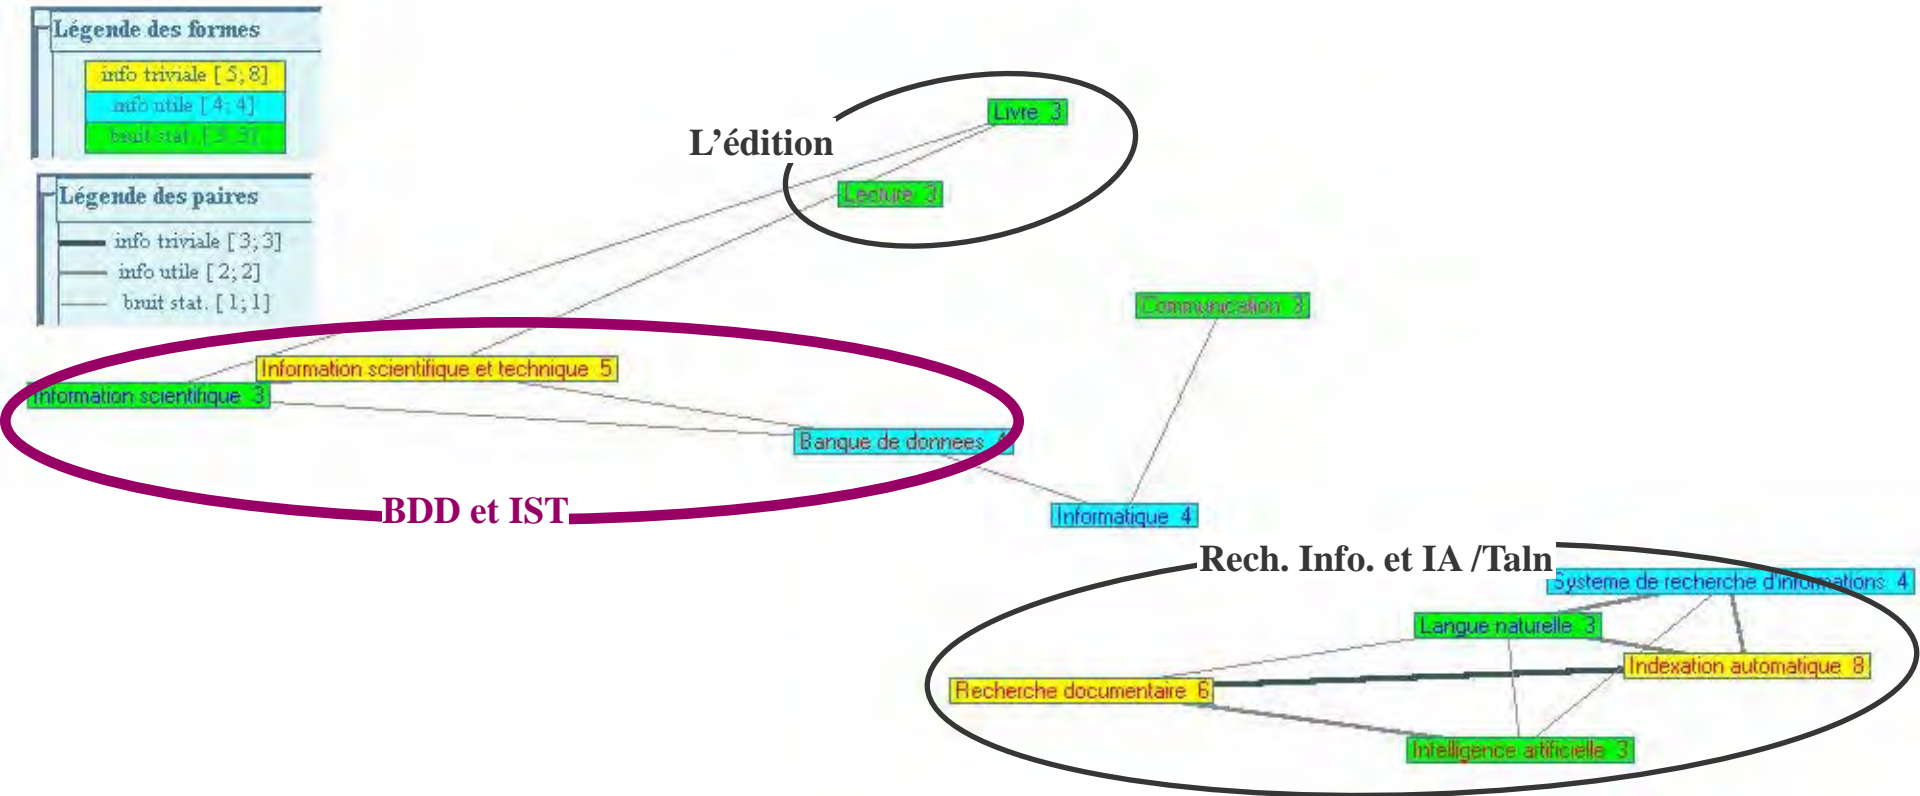 Légende des formes
info triviale [ 5; 8]
info utile [ 4; 4]
bruit stat. [ 3; 3]
Légende des paires
info triviale [ 3; 3]
info utile [ 2; 2]
bruit stat. [ 1; 1]
Livre 3
L’édition
Lecture 3
Communication 3
Information scientifique et technique 5
Information scientifique 3
Banque de donnees 4
BDD et IST
Informatique 4
Rech. Info. et IA /Taln
Systeme de recherche d'informations 4
Langue naturelle 3
Indexation automatique 8
Recherche documentaire 6
Intelligence artificielle 3